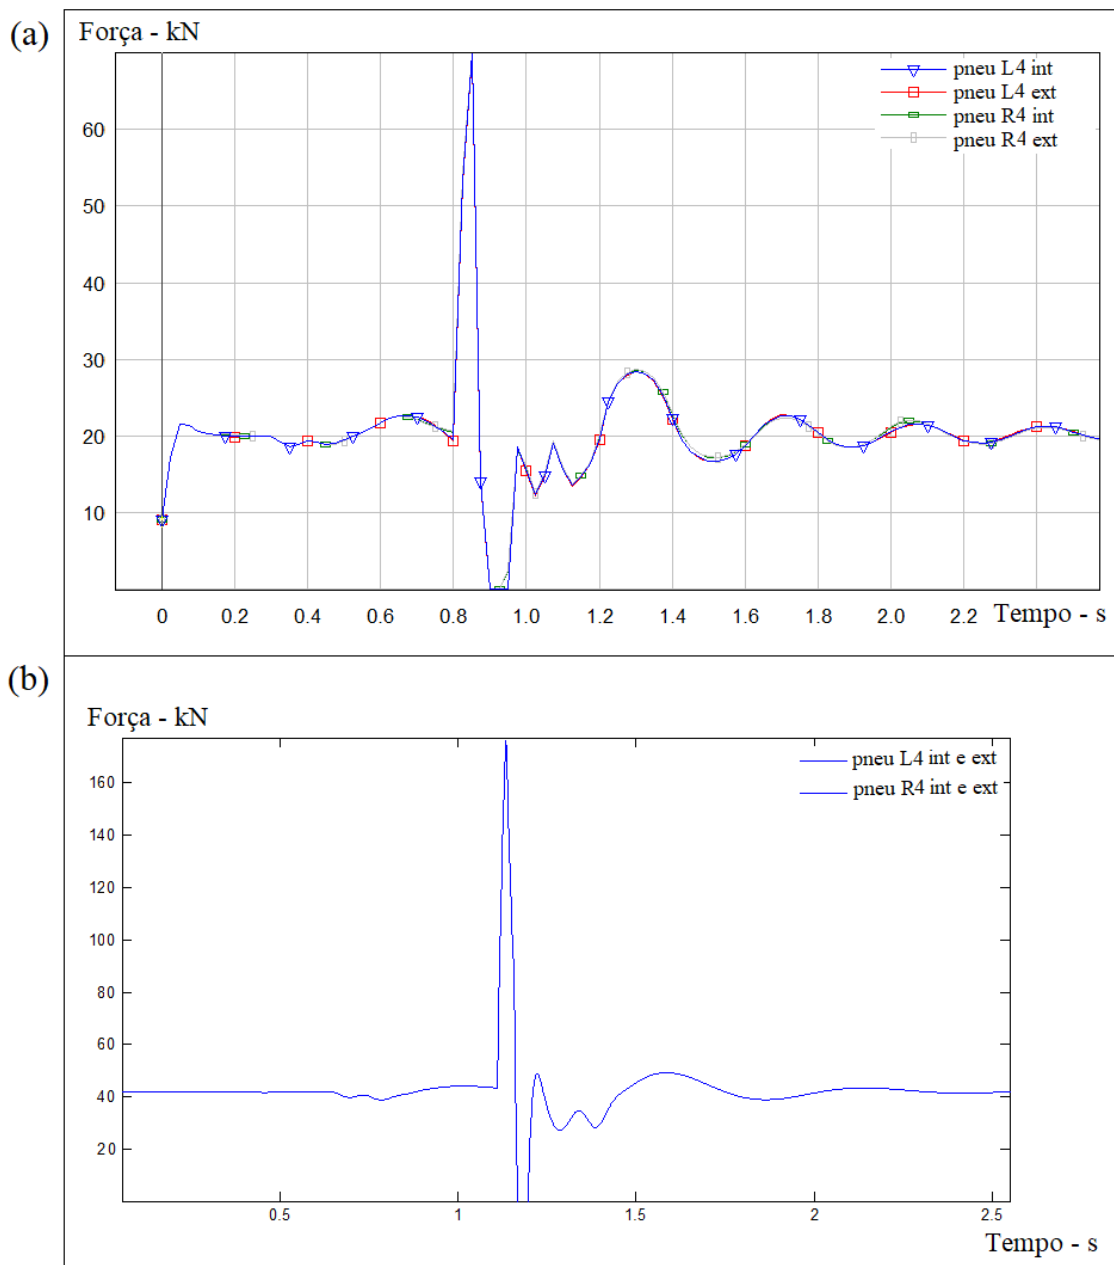 (a)
Força - kN
pneu L4 int
pneu L4 ext
pneu R4 int
pneu R4 ext
60
50
40
30
20
10
0 0.2 0.4 0.6 0.8 1.0 1.2 1.4 1.6 1.8 2.0 2.2 Tempo - s
(b)
Força - kN
pneu L4 int e ext
pneu R4 int e ext
160
140
120
100
80
60
40
20
0.5 1 1.5 2 2.5
Tempo - s